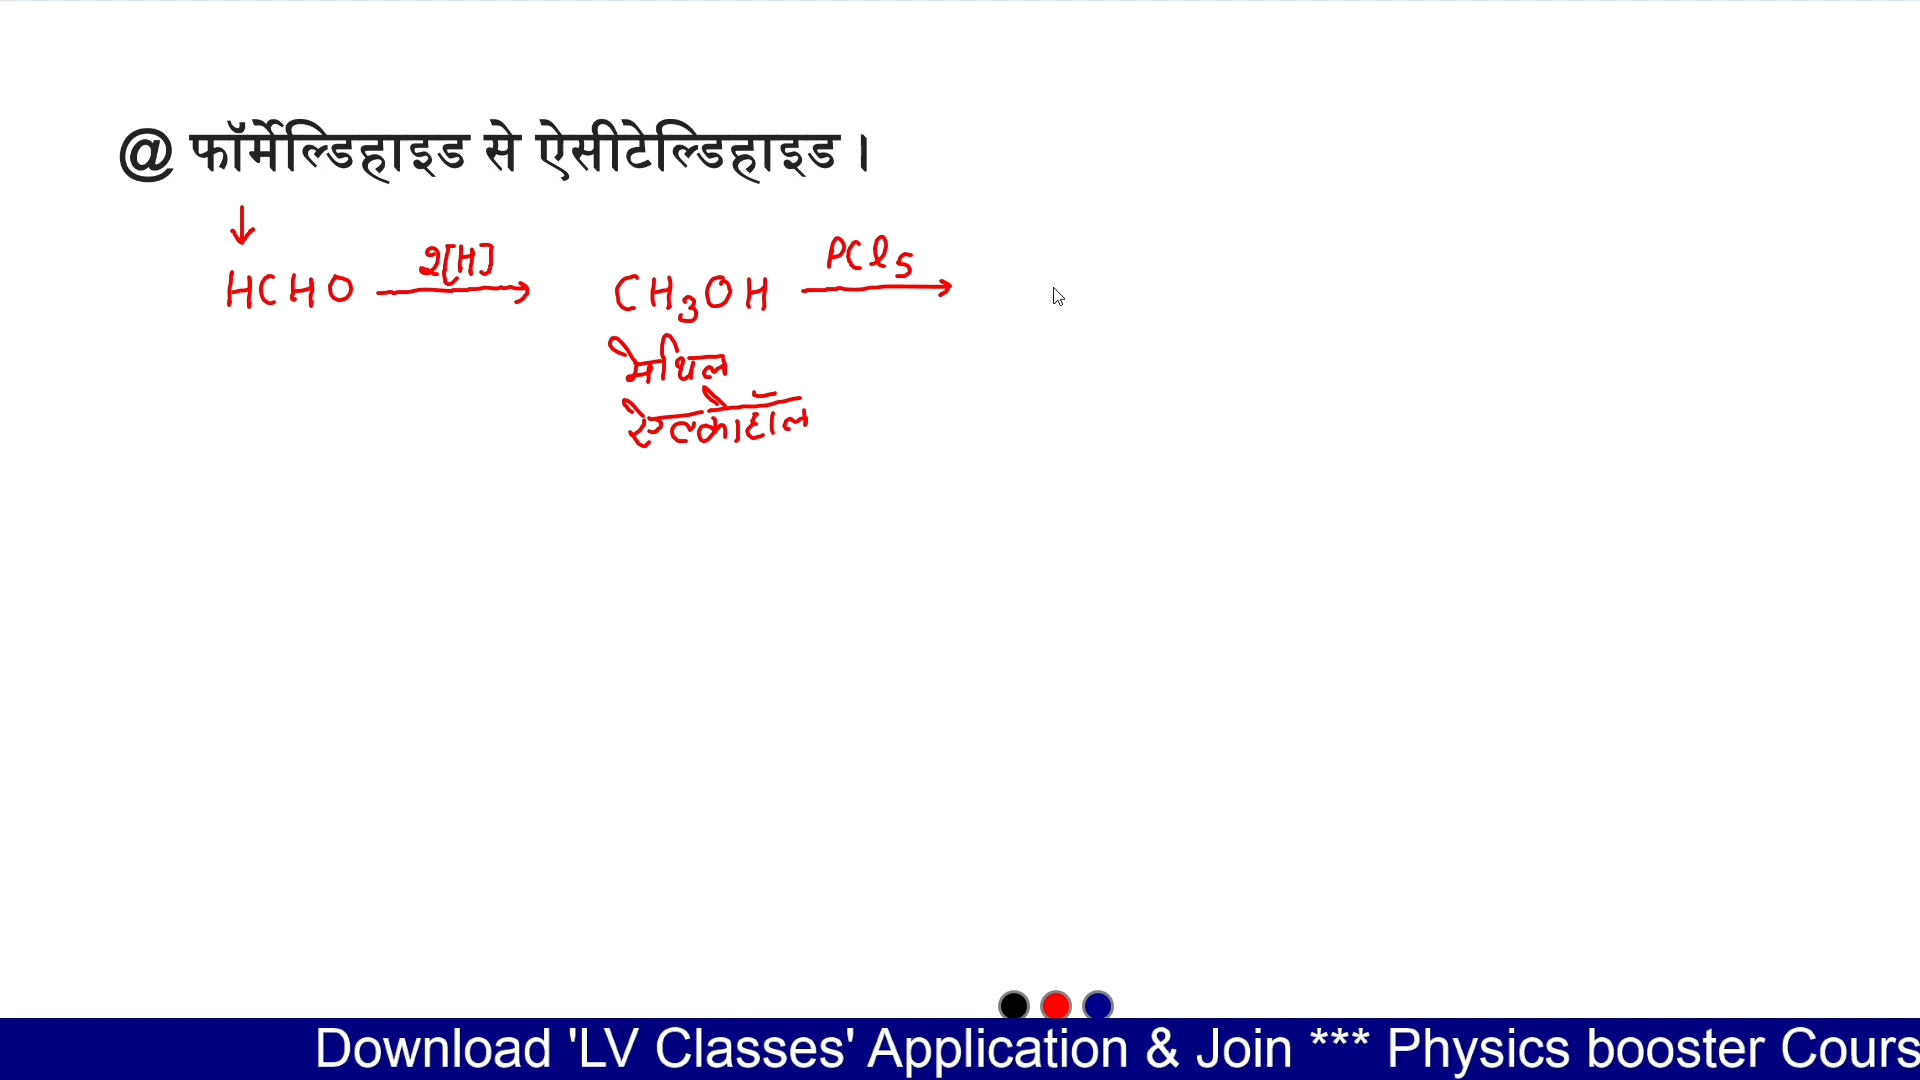 @ फॉर्मेल्डिहाइड से ऐसीटेल्डिहाइड ।
HCHO 2[H] CH3OH PCl5
मेथिल
ऐल्कोहॉल
Download 'LV Classes' Application & Join *** Physics booster Cours